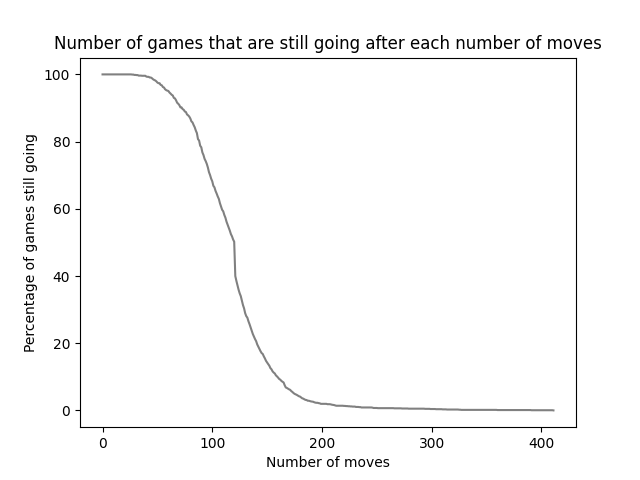 Number of games that are still going after each number of moves
Percentage of games still going
100
80
60
40
20
0
0 100 200 300 400
Number of moves